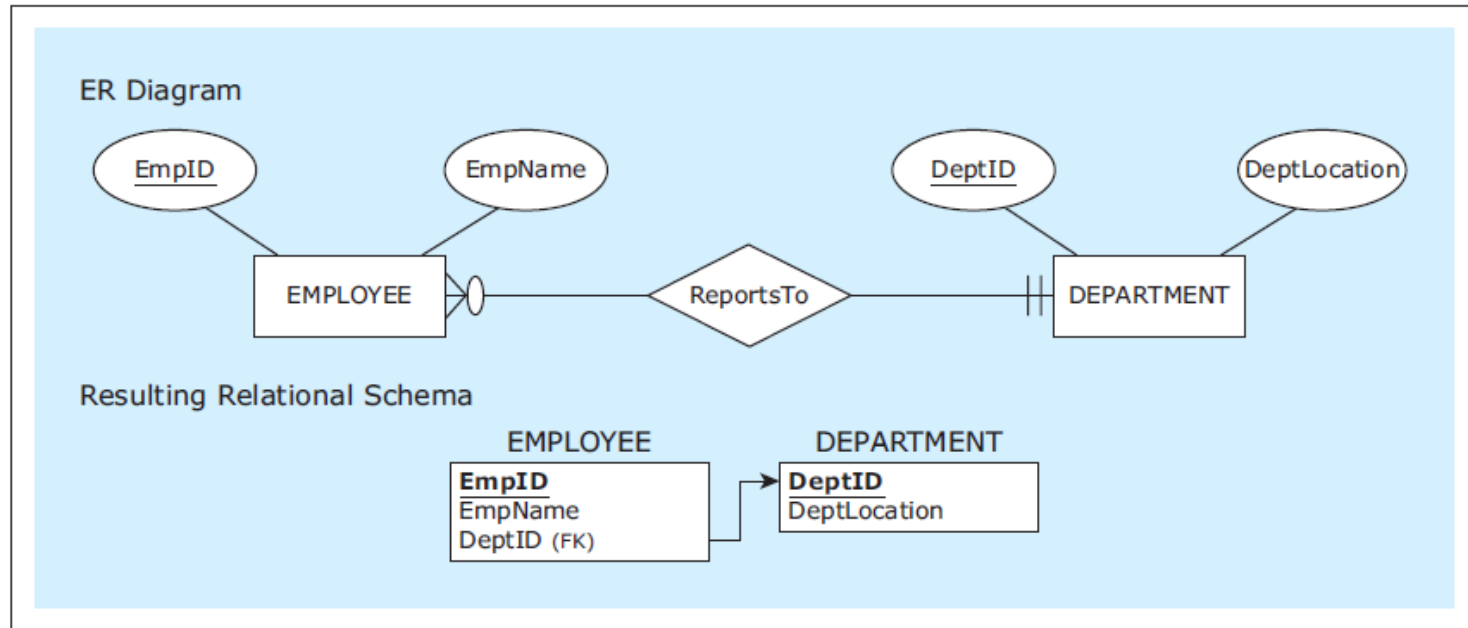 ER Diagram
EmpID
EmpName
DeptID
DeptLocation
EMPLOYEE
ReportsTo
DEPARTMENT
Resulting Relational Schema
EMPLOYEE
EmpID
EmpName
DeptID (FK)
DEPARTMENT
DeptID
DeptLocation